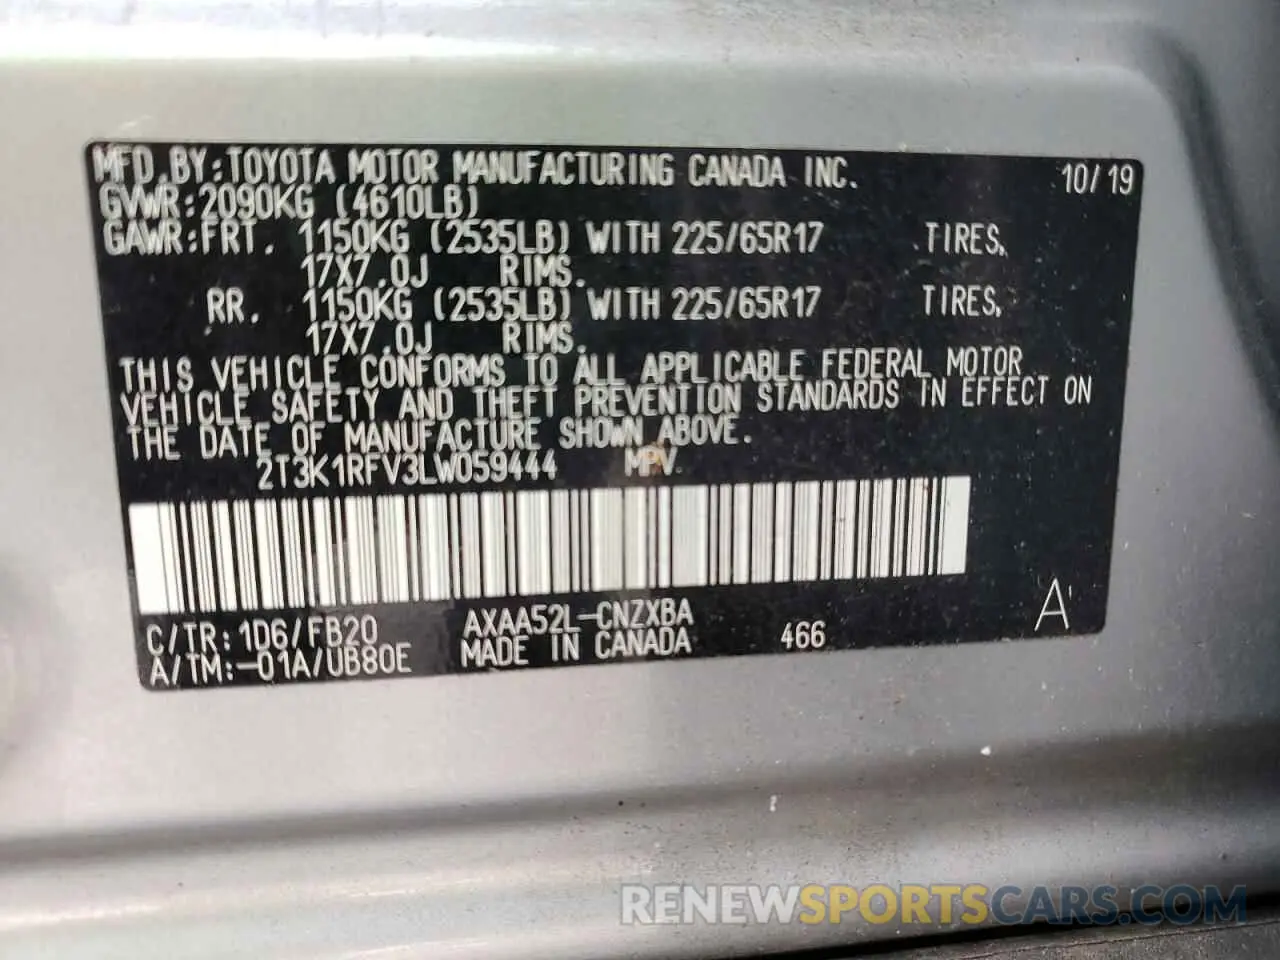 MFD.BY:TOYOTA MOTOR MANUFACTURING CANADA INC. 10/19
GVWR:2090KG (4610LB)
GAWR:FRT. 1150KG (2535LB) WITH 225/65R17 TIRES,
17X7.0J RIMS.
RR. 1150KG (2535LB) WITH 225/65R17 TIRES,
17X7.0J RIMS.
THIS VEHICLE CONFORMS TO ALL APPLICABLE FEDERAL MOTOR
VEHICLE SAFETY AND THEFT PREVENTION STANDARDS IN EFFECT ON
THE DATE OF MANUFACTURE SHOWN ABOVE.
2T3K1RFV3LW059444 MPV
C/TR:1D6/FB20 AXAA52L-CNZXBA
A/TM:-01A/UB80E MADE IN CANADA 466 A'
RENEWSPORTSCARS.COM